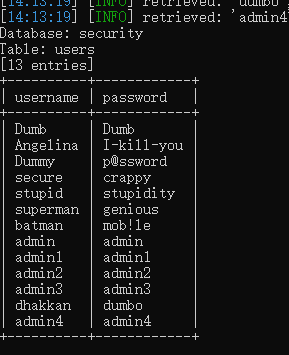 [14:13:19] [INFO] retrieved: 'dumbo',
[14:13:19] [INFO] retrieved: 'admin4'
Database: security
Table: users
[13 entries]
+-----------+------------+
| username | password |
+-----------+------------+
| Dumb | Dumb |
| Angelina | I-kill-you |
| Dummy | p@ssword |
| secure | crappy |
| stupid | stupidity |
| superman | genious |
| batman | mob!le |
| admin | admin |
| admin1 | admin1 |
| admin2 | admin2 |
| admin3 | admin3 |
| dhakkan | dumbo |
| admin4 | admin4 |
+-----------+------------+